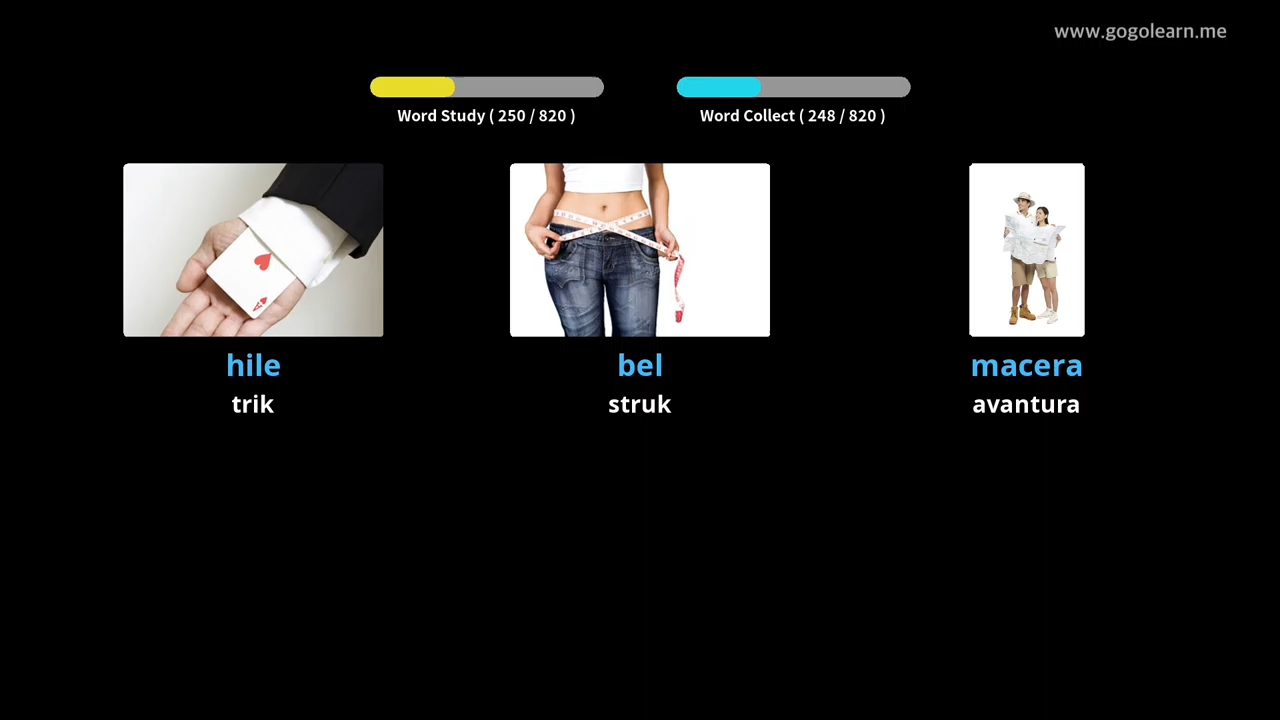 www.gogolearn.me
Word Study ( 250 / 820 )
Word Collect ( 248 / 820 )
hile
trik
bel
struk
macera
avantura